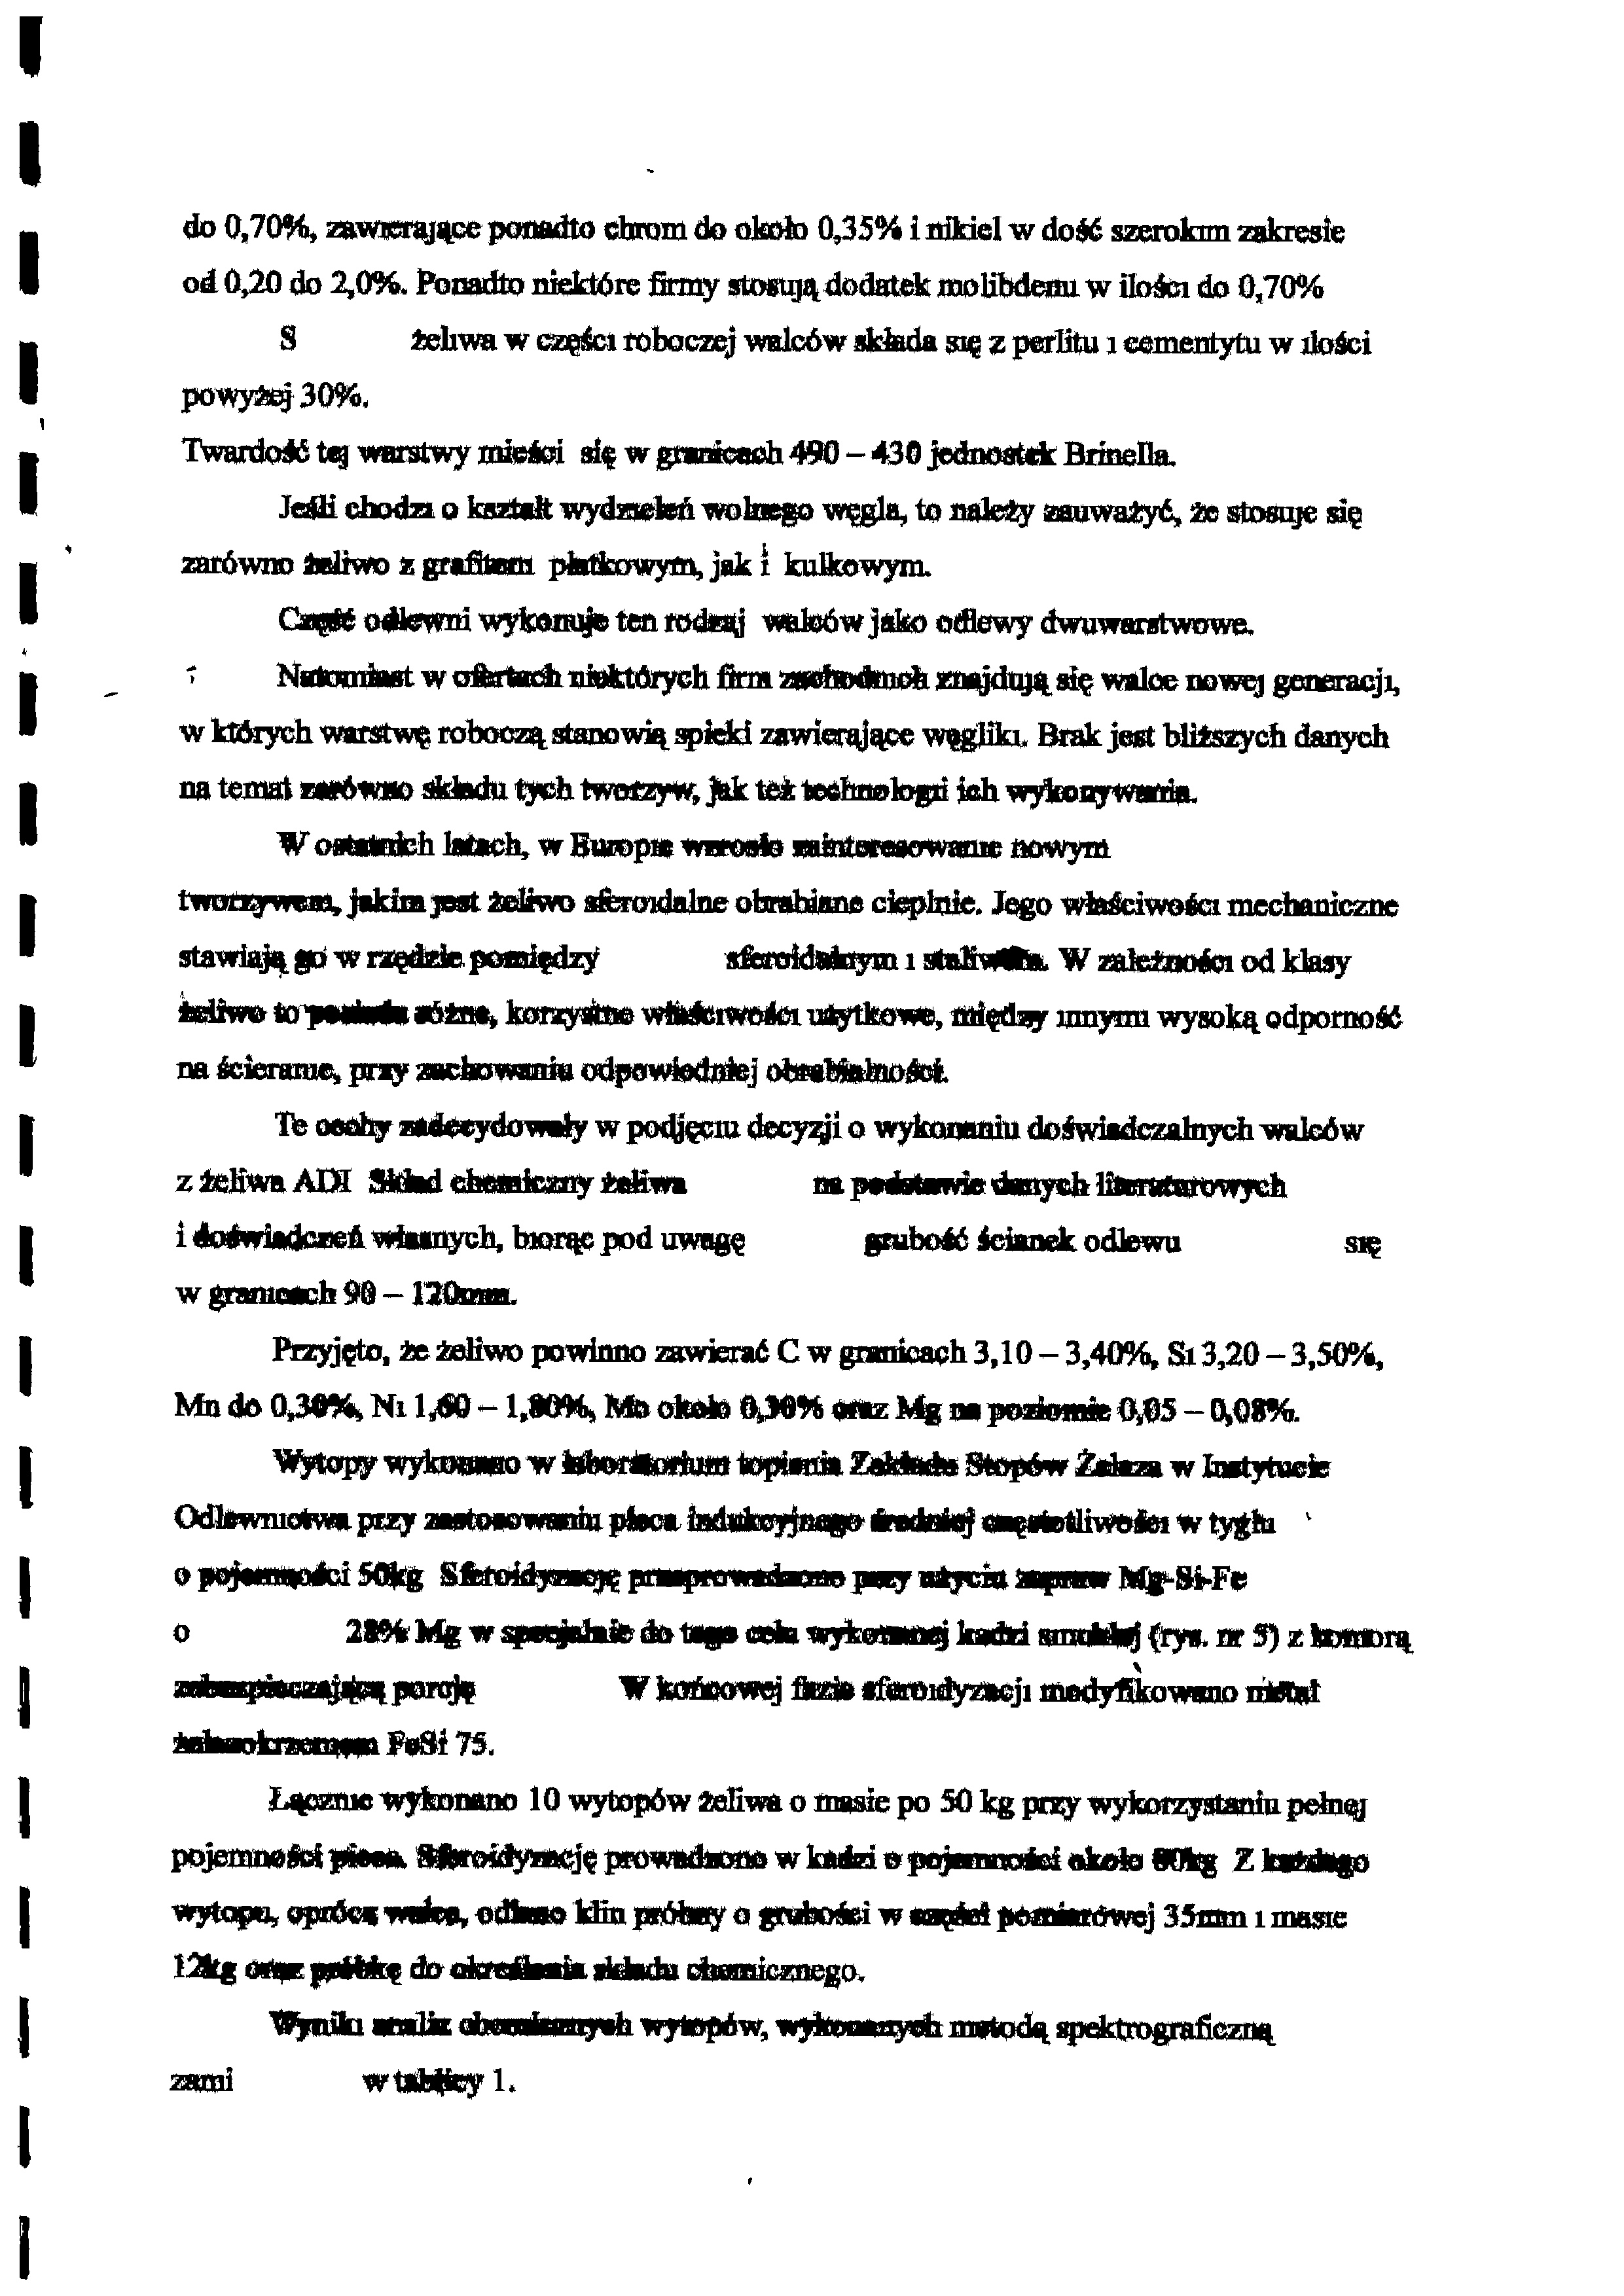 do 0,70%, zawierające ponadto chrom do około 0,35% i nikiel w dość szerokim zakresie
od 0,20 do 2,0%. Ponadto niektóre firmy stosują dodatek molibdenu w ilości do 0,70%
S żeliwa w części roboczej walców składa się z perlitu i cementytu w ilości
powyżej 30%.
Twardość tej warstwy mieści się w granicach 490 – 430 jednostek Brinella.
Jeśli chodzi o kształt wydzieleń wolnego węgla, to należy zauważyć, że stosuje się
zarówno żeliwo z grafitem płatkowym, jak i kulkowym.
Część odlewni wykonuje ten rodzaj walców jako odlewy dwuwarstwowe.
Natomiast w ofertach niektórych firm zachodnich znajdują się walce nowej generacji,
w których warstwę roboczą stanowią spieki zawierające węgliki. Brak jest bliższych danych
na temat zarówno składu tych tworzyw, jak też technologii ich wykonywania.
W ostatnich latach, w Europie wzrosło zainteresowanie nowym
tworzywem, jakim jest żeliwo sferoidalne obrabiane cieplnie. Jego właściwości mechaniczne
stawiają go w rzędzie pomiędzy sferoidalnym i staliwem. W zależności od klasy
żeliwo to posiada różne, korzystne właściwości użytkowe, między innymi wysoką odporność
na ścieranie, przy zachowaniu odpowiedniej obrabialności.
Te cechy zadecydowały w podjęciu decyzji o wykonaniu doświadczalnych walców
z żeliwa ADI Skład chemiczny żeliwa na podstawie danych literaturowych
i doświadczeń własnych, biorąc pod uwagę grubość ścianek odlewu się
w granicach 90 – 120mm.
Przyjęto, że żeliwo powinno zawierać C w granicach 3,10 – 3,40%, Si 3,20 – 3,50%,
Mn do 0,30%, Ni 1,60 – 1,80%, Mo około 0,30% oraz Mg na poziomie 0,05 – 0,08%.
Wytopy wykonano w laboratorium topienia Zakładu Stopów Żelaza w Instytucie
Odlewnictwa przy zastosowaniu pieca indukcyjnego średniej częstotliwości w tyglu
o pojemności 50kg Sferoidyzację przeprowadzono przy użyciu zapraw Mg-Si-Fe
o 28% Mg w specjalnie do tego celu wykonanej kadzi smukłej (rys. nr 5) z komorą
zabezpieczającą porcję W końcowej fazie sferoidyzacji modyfikowano metal
żelazokrzemem FeSi 75.
Łącznie wykonano 10 wytopów żeliwa o masie po 50 kg przy wykorzystaniu pełnej
pojemności pieca. Sferoidyzację prowadzono w kadzi o pojemności około 80kg Z każdego
wytopu, oprócz walca, odlano klin próbny o grubości w części pomiarowej 35mm i masie
12kg oraz próbkę do określenia składu chemicznego.
Wyniki analiz chemicznych wytopów, wykonanych metodą spektrograficzną
zami w tablicy 1.